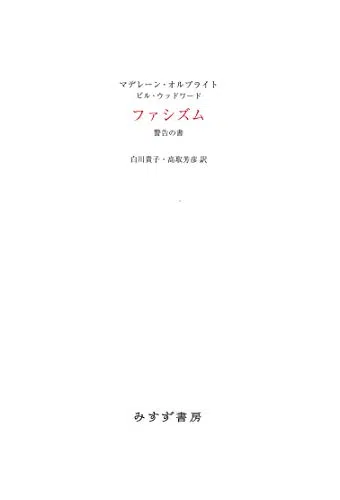 マデレーン・オルブライト
ビル・ウッドワード
ファシズム
警告の書
白川貴子・高取芳彦 訳
みすず書房